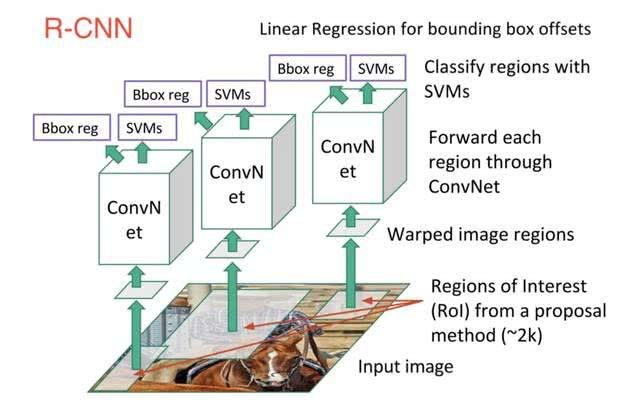 R-CNN
Linear Regression for bounding box offsets
Bbox reg
SVMs
Classify regions with
SVMs
Bbox reg
SVMs
Bbox reg
SVMs
Forward each
region through
ConvNet
ConvN
et
ConvN
et
ConvN
et
Warped image regions
Regions of Interest
(RoI) from a proposal
method (~2k)
Input image